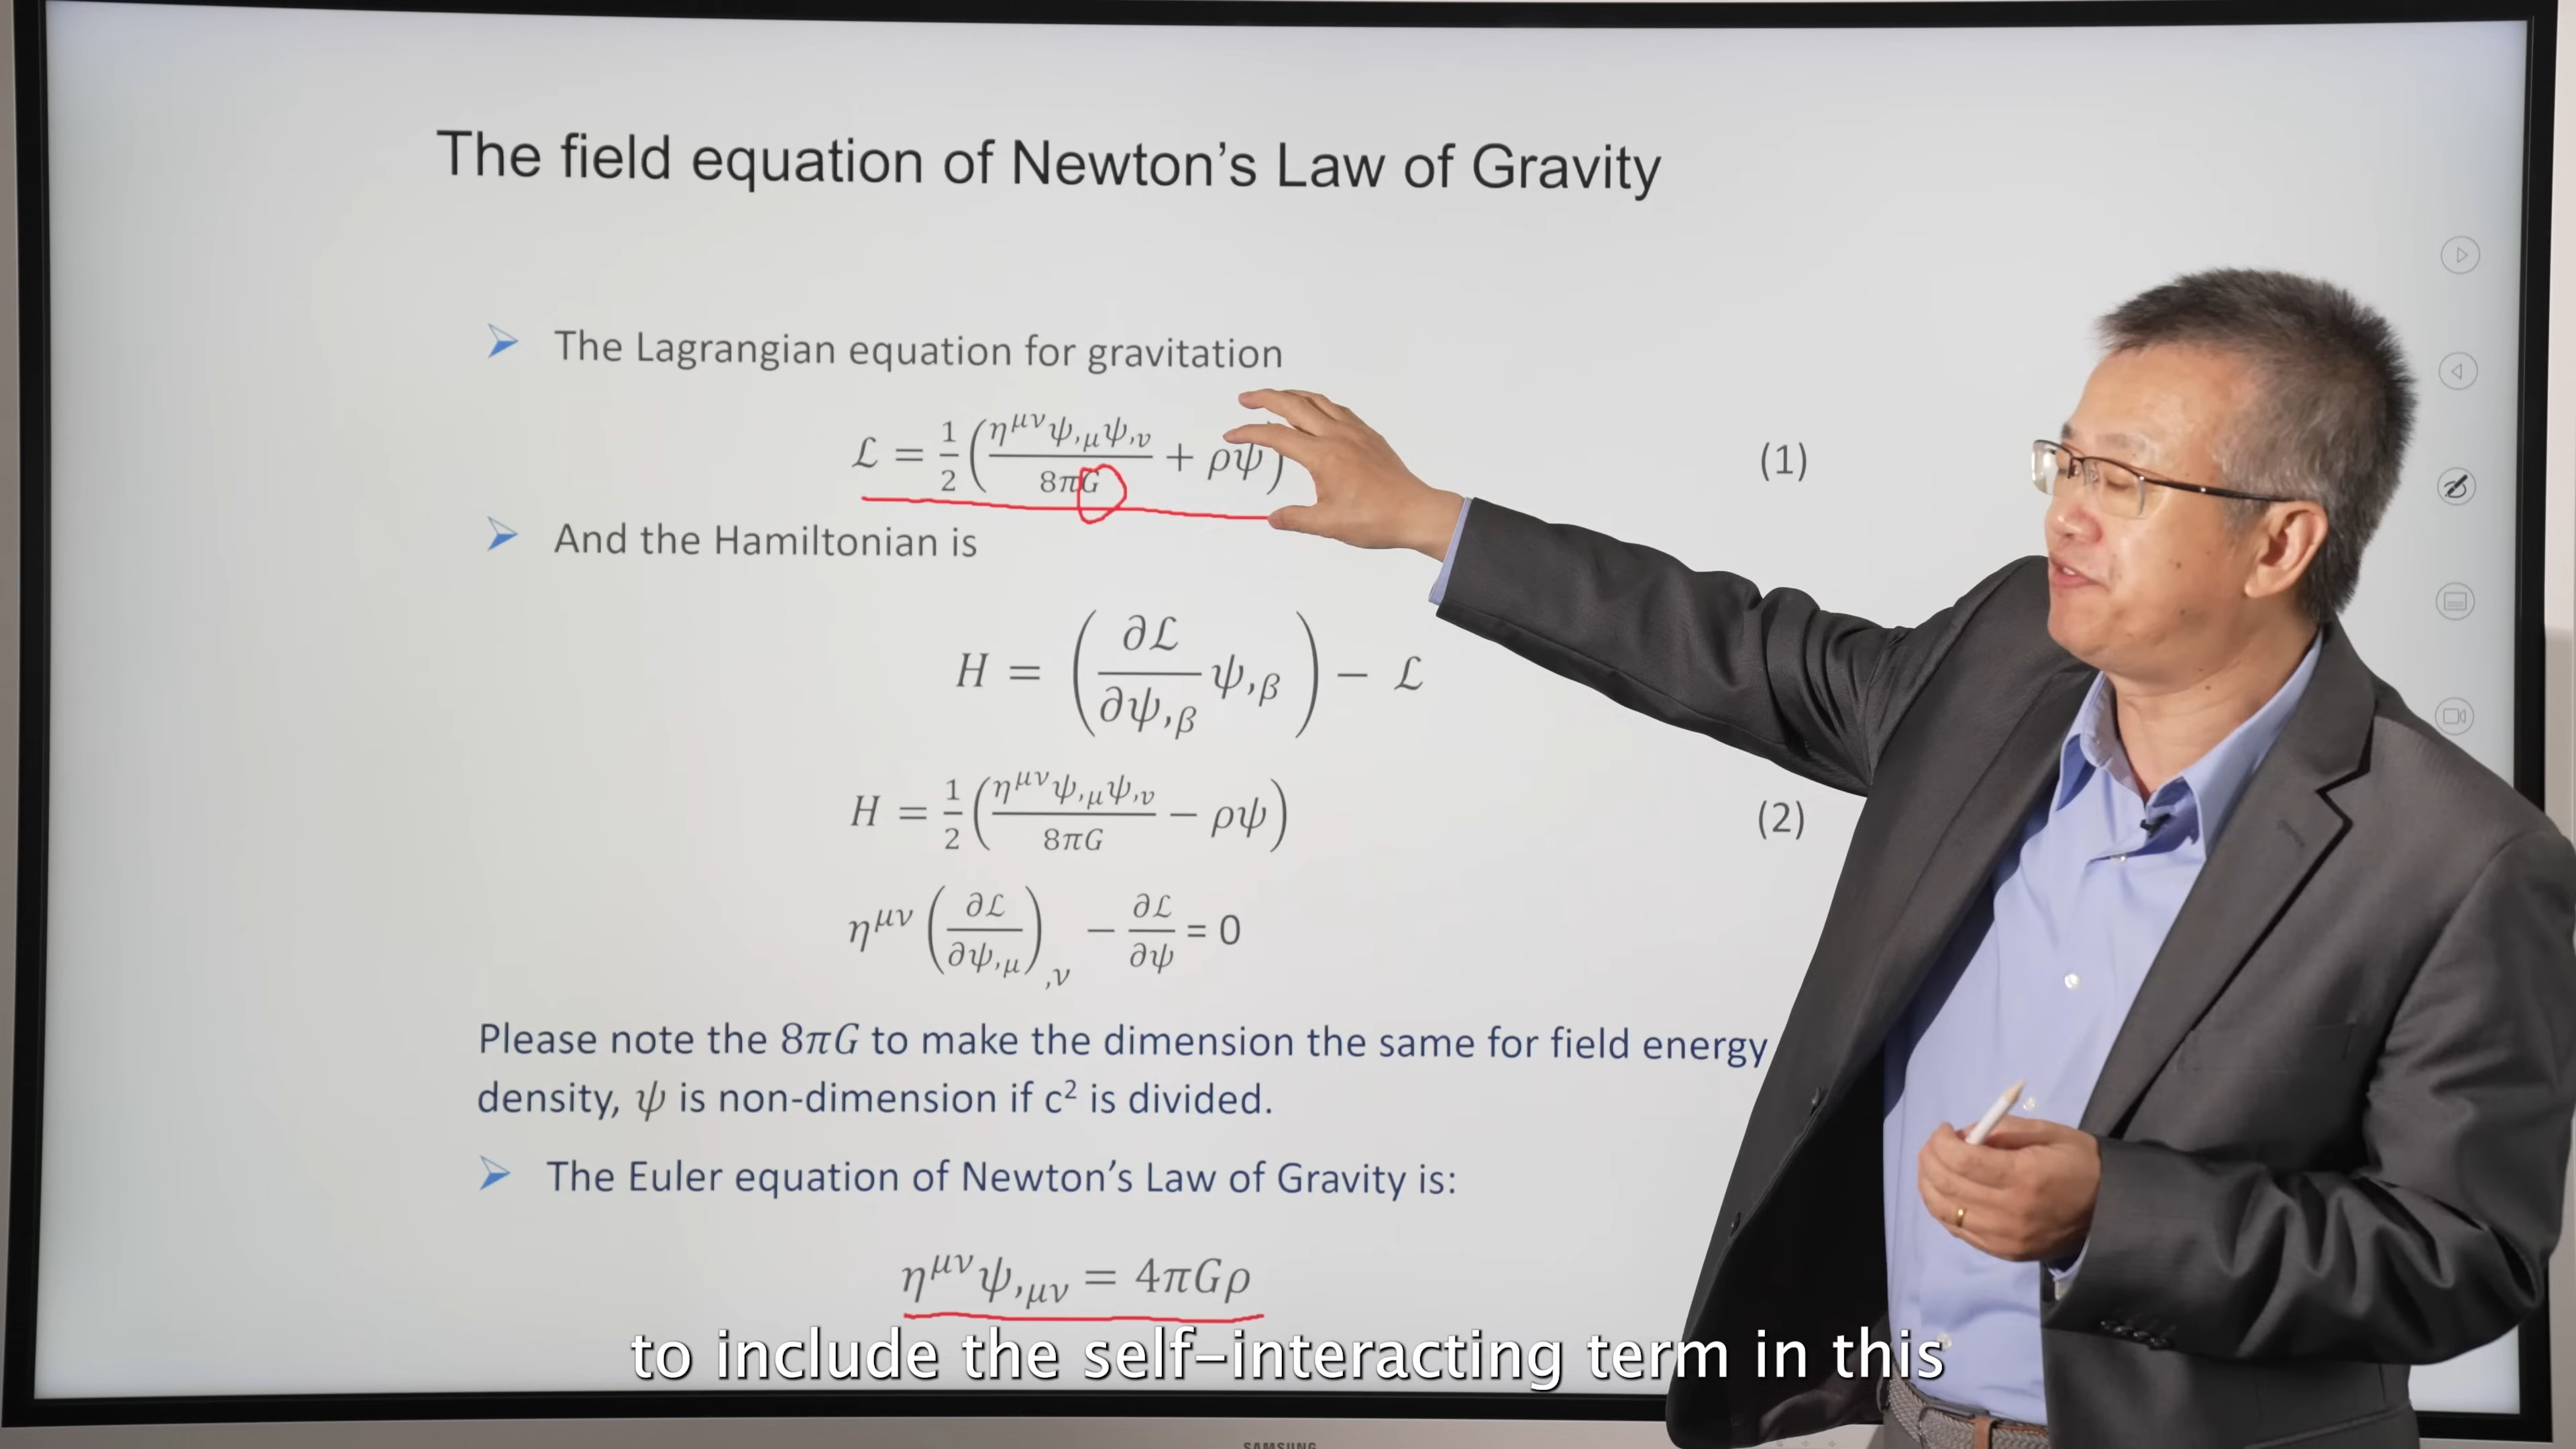 The field equation of Newton's Law of Gravity
➢ The Lagrangian equation for gravitation
ℒ = 1/2 (η^{μν}ψ,_μψ,_ν / 8πG + ρψ) (1)
➢ And the Hamiltonian is
H = (∂ℒ/∂ψ,_β ψ,_β) − ℒ
H = 1/2 (η^{μν}ψ,_μψ,_ν / 8πG − ρψ) (2)
η^{μν} (∂ℒ/∂ψ,_μ),_ν − ∂ℒ/∂ψ = 0
Please note the 8πG to make the dimension the same for field energy
density, ψ is non-dimension if c² is divided.
➢ The Euler equation of Newton's Law of Gravity is:
η^{μν}ψ,_{μν} = 4πGρ
to include the self-interacting term in this
SAMSUNG